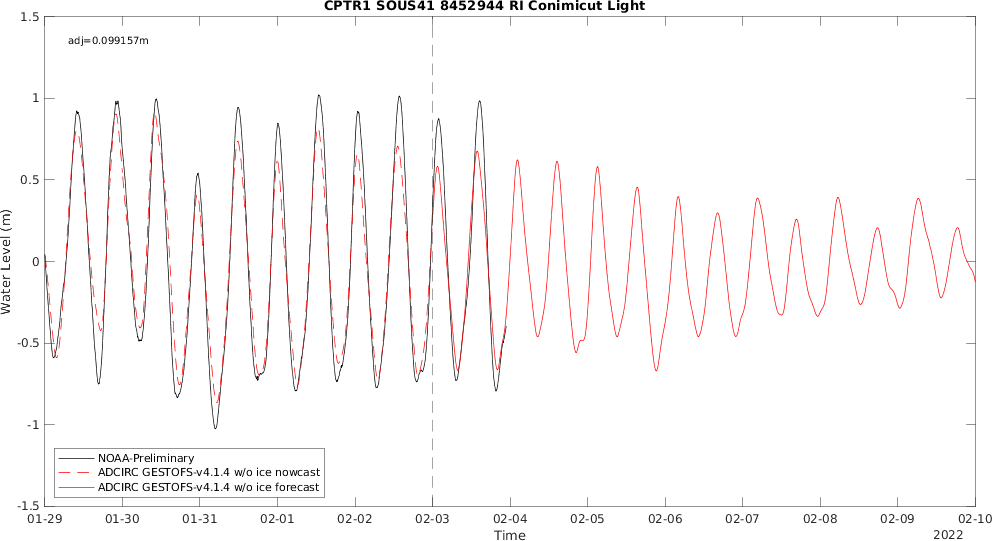 CPTR1 SOUS41 8452944 RI Conimicut Light
adj=0.099157m
1.5
1
0.5
0
-0.5
-1
-1.5
Water Level (m)
NOAA-Preliminary
ADCIRC GESTOFS-v4.1.4 w/o ice nowcast
ADCIRC GESTOFS-v4.1.4 w/o ice forecast
01-29 01-30 01-31 02-01 02-02 02-03 02-04 02-05 02-06 02-07 02-08 02-09 02-10
Time
2022